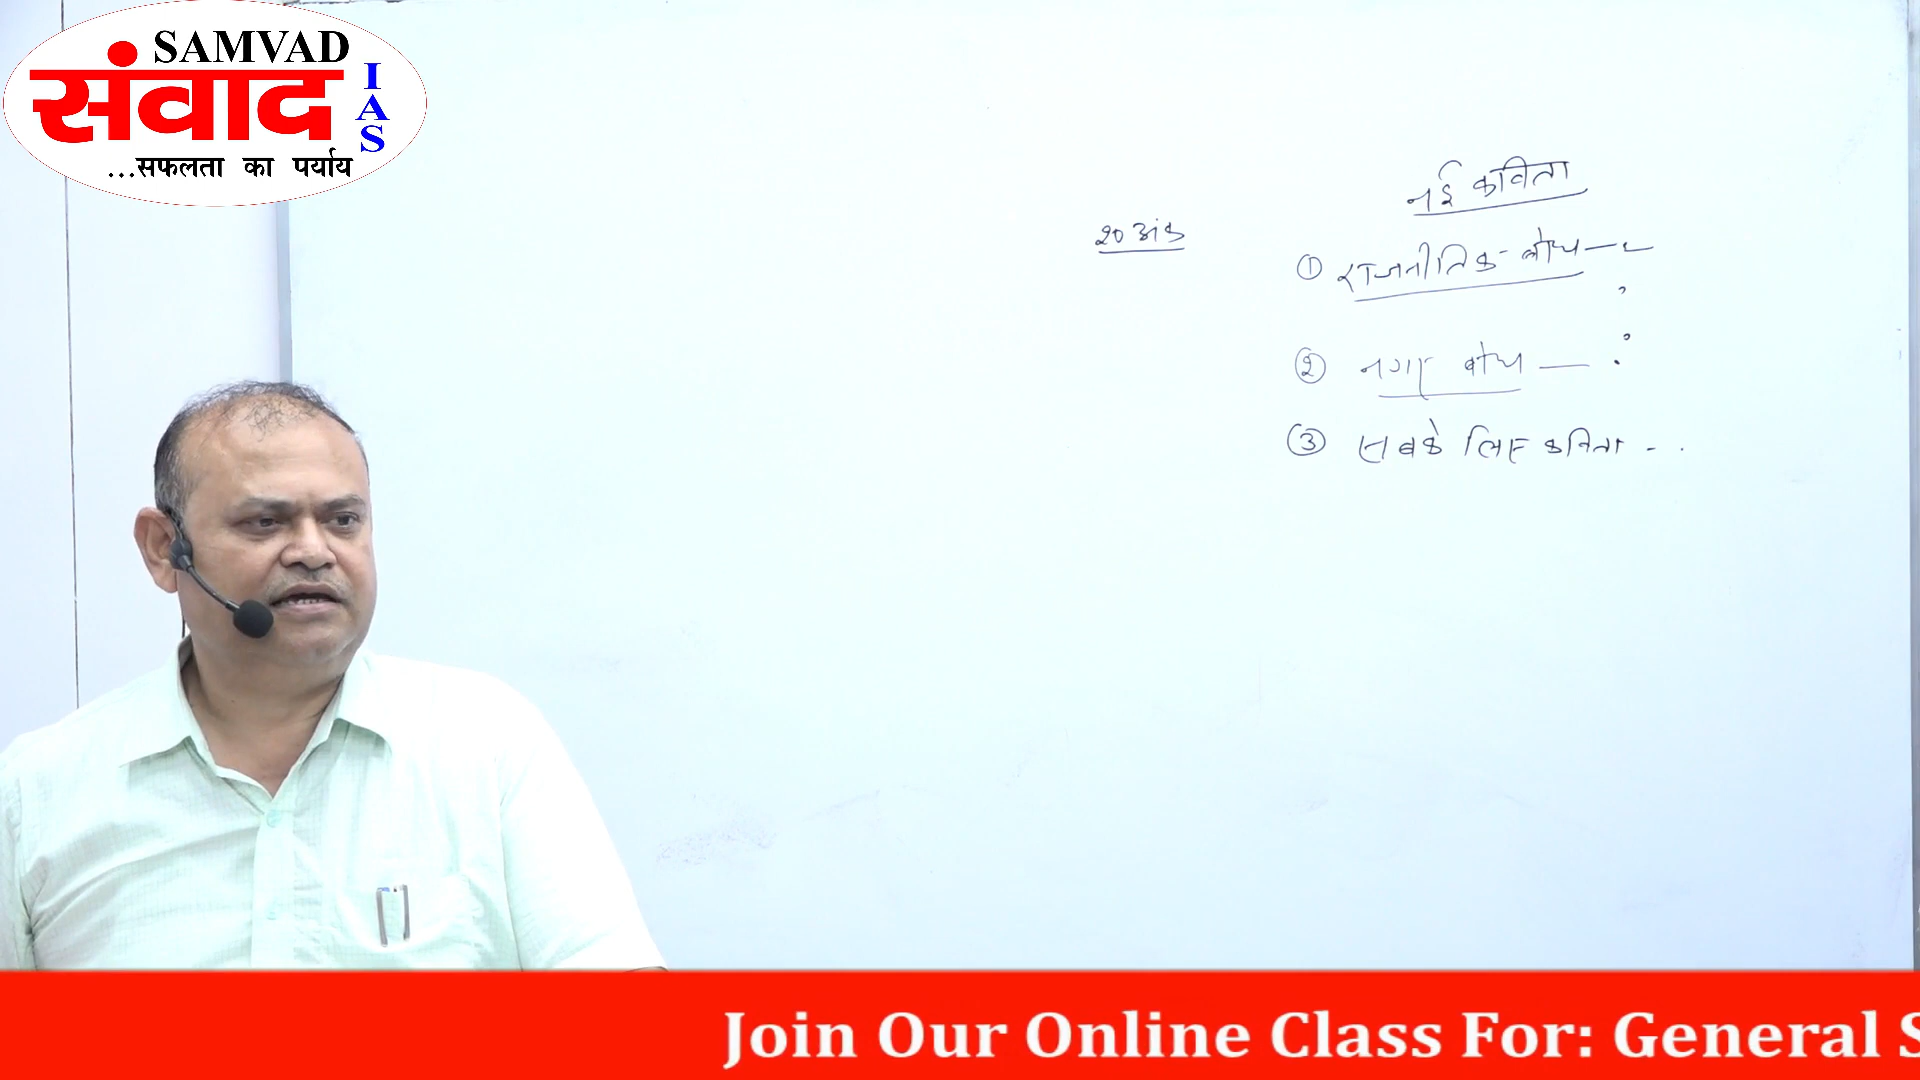 SAMVAD
संवाद
IAS
...सफलता का पर्याय
नई कविता
२० अंक
① राजनीतिक बोध —
② नगर बोध — :
③ सबके लिए कविता - .
Join Our Online Class For: General S